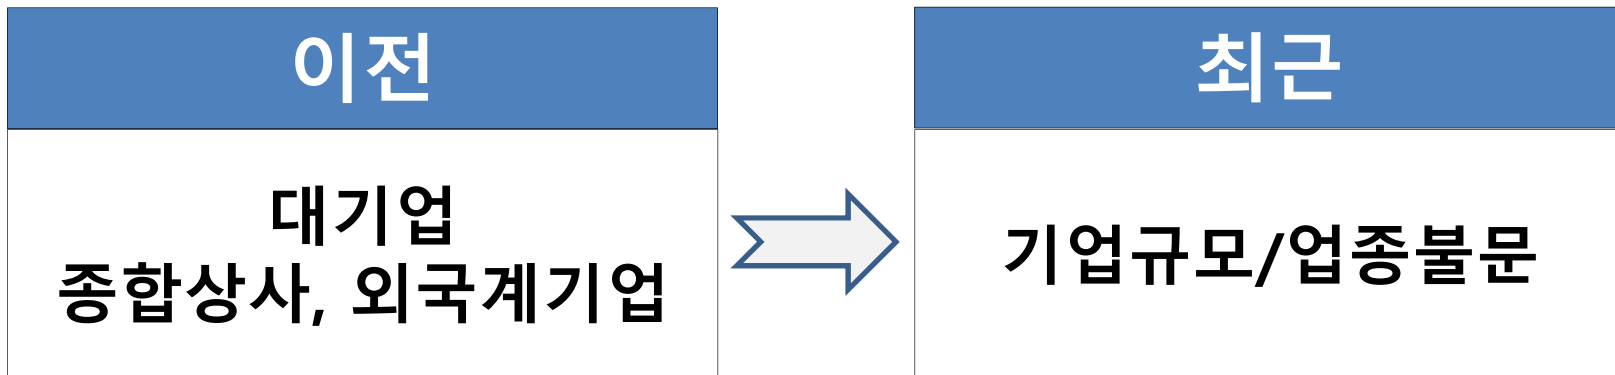 이전
대기업
종합상사, 외국계기업
최근
기업규모/업종불문